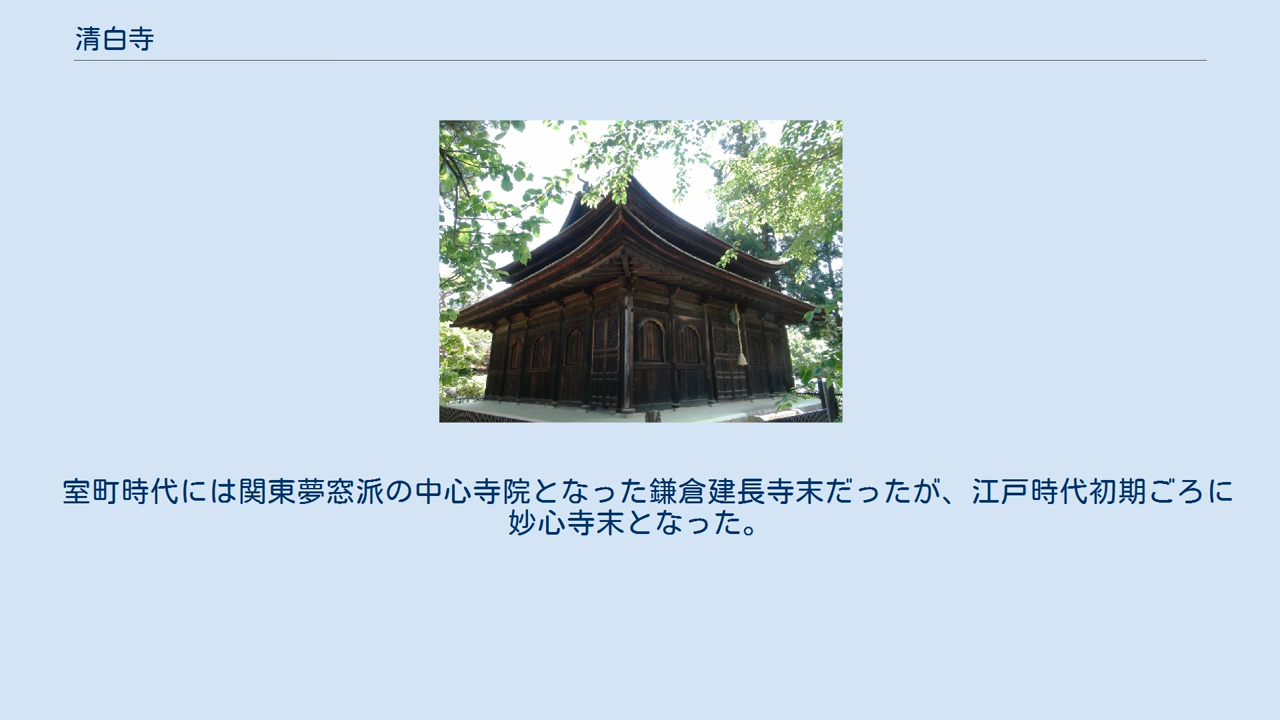 清白寺
室町時代には関東夢窓派の中心寺院となった鎌倉建長寺末だったが、江戸時代初期ごろに
妙心寺末となった。